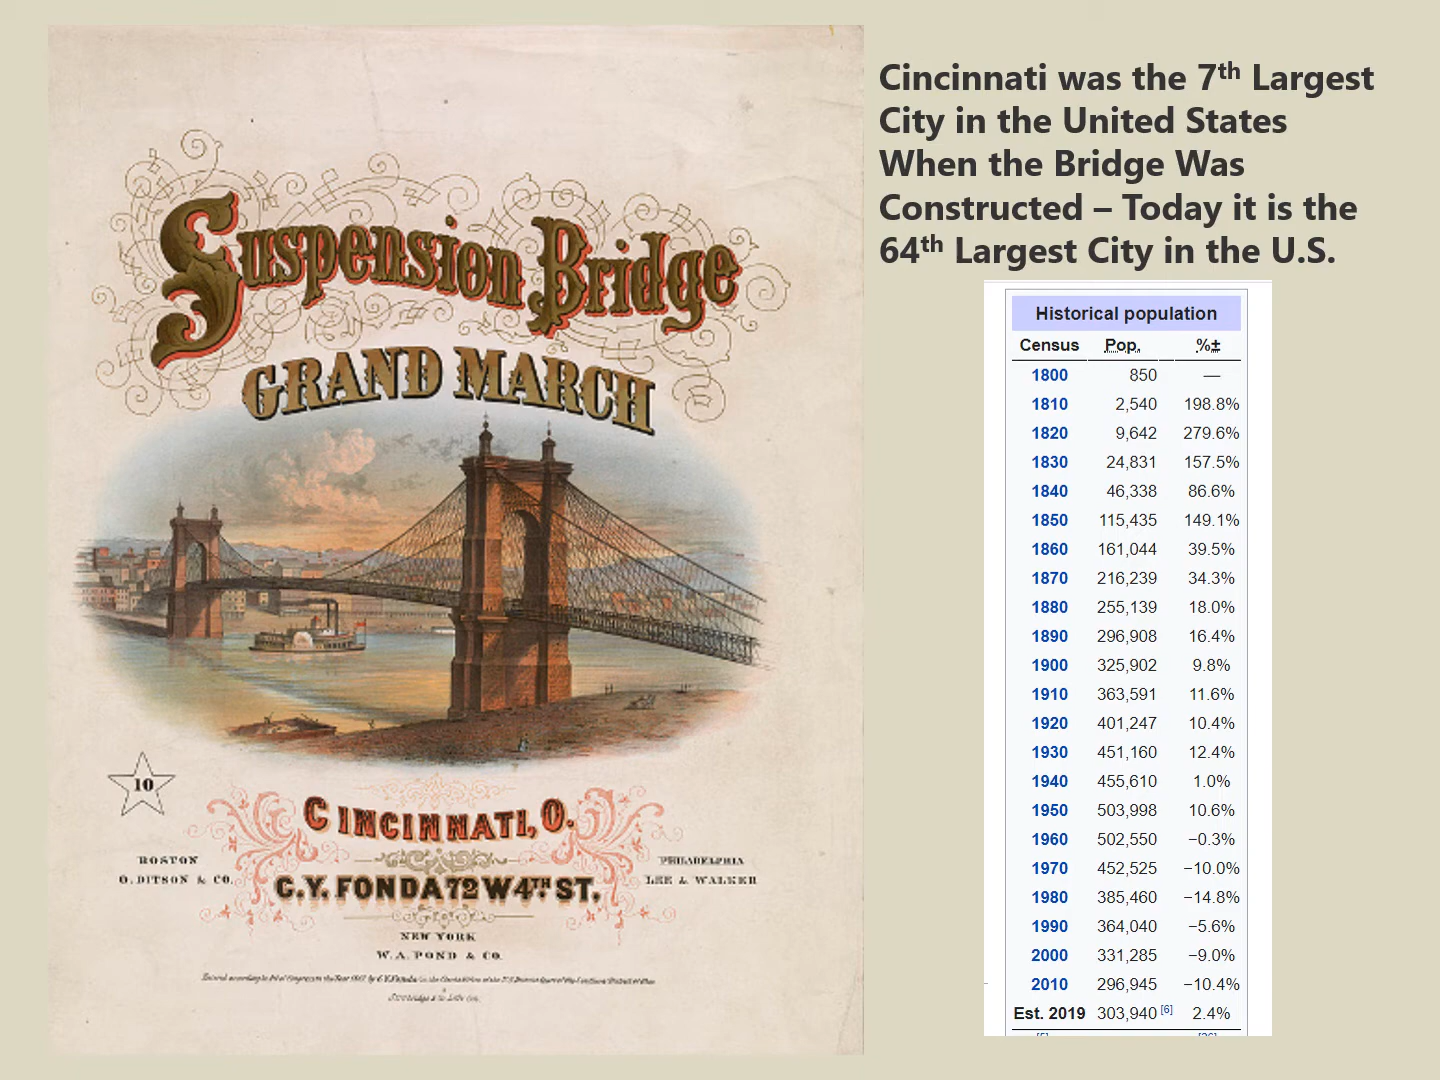 Suspension Bridge
GRAND MARCH
10
CINCINNATI, O.
BOSTON
O. DITSON & CO.
PHILADELPHIA
LEE & WALKER
C.Y. FONDA 72 W 4TH ST.
NEW YORK
W. A. POND & CO.
Cincinnati was the 7th Largest
City in the United States
When the Bridge Was
Constructed – Today it is the
64th Largest City in the U.S.
Historical population
Census Pop. %±
1800 850 —
1810 2,540 198.8%
1820 9,642 279.6%
1830 24,831 157.5%
1840 46,338 86.6%
1850 115,435 149.1%
1860 161,044 39.5%
1870 216,239 34.3%
1880 255,139 18.0%
1890 296,908 16.4%
1900 325,902 9.8%
1910 363,591 11.6%
1920 401,247 10.4%
1930 451,160 12.4%
1940 455,610 1.0%
1950 503,998 10.6%
1960 502,550 −0.3%
1970 452,525 −10.0%
1980 385,460 −14.8%
1990 364,040 −5.6%
2000 331,285 −9.0%
2010 296,945 −10.4%
Est. 2019 303,940 [6] 2.4%